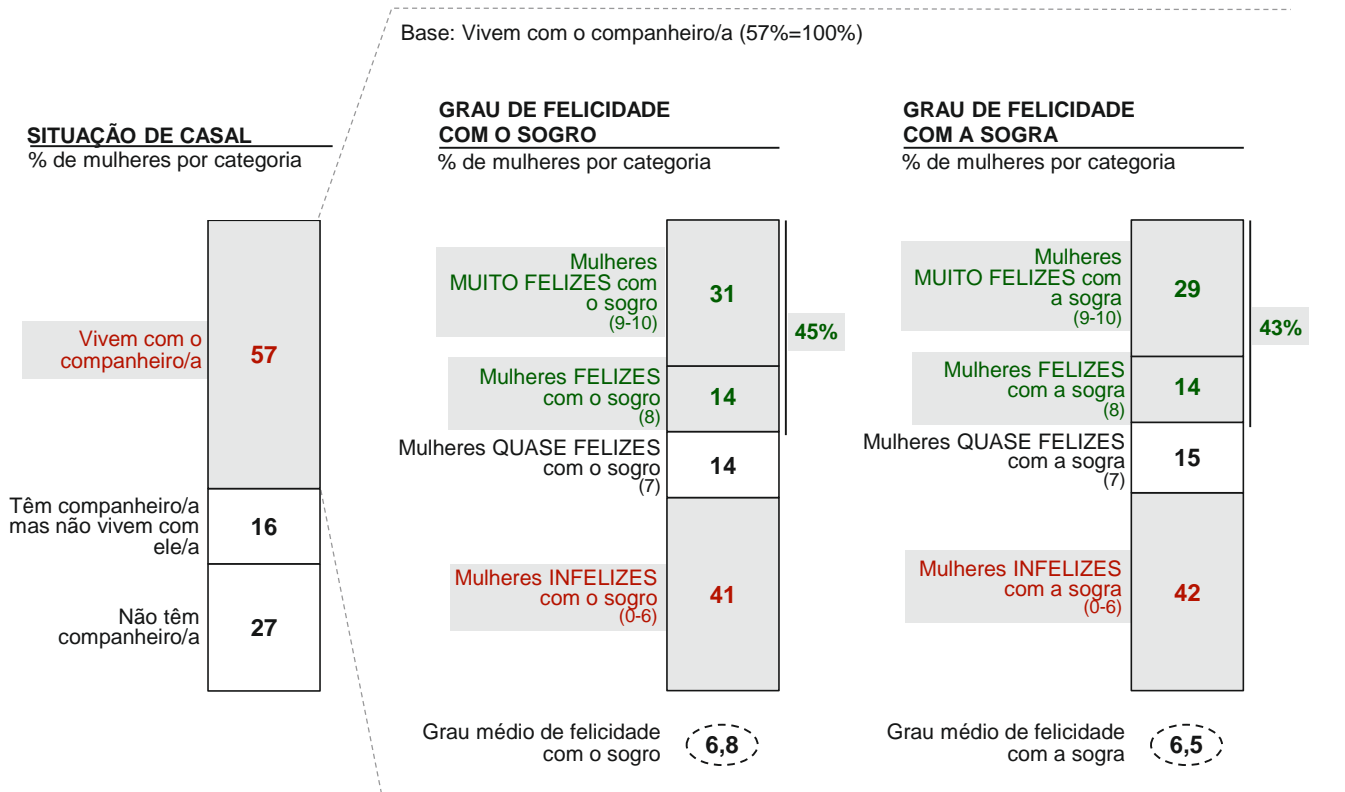 Base: Vivem com o companheiro/a (57%=100%)
SITUAÇÃO DE CASAL
% de mulheres por categoria
Vivem com o
companheiro/a
57
Têm companheiro/a
mas não vivem com
ele/a
16
Não têm
companheiro/a
27
GRAU DE FELICIDADE
COM O SOGRO
% de mulheres por categoria
Mulheres
MUITO FELIZES com
o sogro
(9-10)
31
Mulheres FELIZES
com o sogro
(8)
14
45%
Mulheres QUASE FELIZES
com o sogro
(7)
14
Mulheres INFELIZES
com o sogro
(0-6)
41
Grau médio de felicidade
com o sogro
6,8
GRAU DE FELICIDADE
COM A SOGRA
% de mulheres por categoria
Mulheres
MUITO FELIZES com
a sogra
(9-10)
29
Mulheres FELIZES
com a sogra
(8)
14
43%
Mulheres QUASE FELIZES
com a sogra
(7)
15
Mulheres INFELIZES
com a sogra
(0-6)
42
Grau médio de felicidade
com a sogra
6,5